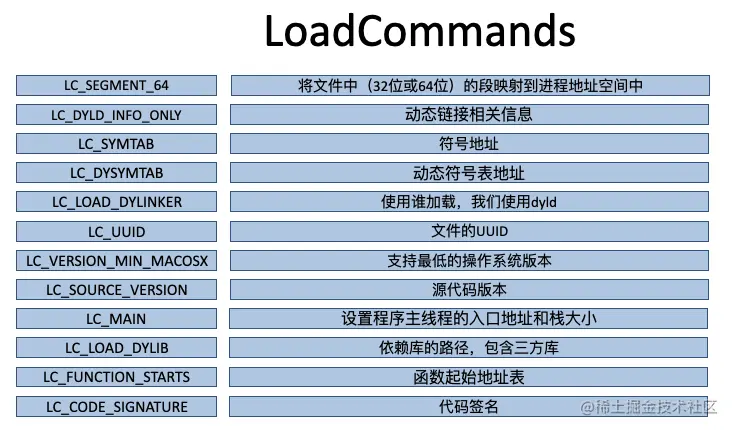 LoadCommands
LC_SEGMENT_64 将文件中（32位或64位）的段映射到进程地址空间中
LC_DYLD_INFO_ONLY 动态链接相关信息
LC_SYMTAB 符号地址
LC_DYSYMTAB 动态符号表地址
LC_LOAD_DYLINKER 使用谁加载，我们使用dyld
LC_UUID 文件的UUID
LC_VERSION_MIN_MACOSX 支持最低的操作系统版本
LC_SOURCE_VERSION 源代码版本
LC_MAIN 设置程序主线程的入口地址和栈大小
LC_LOAD_DYLIB 依赖库的路径，包含三方库
LC_FUNCTION_STARTS 函数起始地址表
LC_CODE_SIGNATURE 代码签名
@稀土掘金技术社区